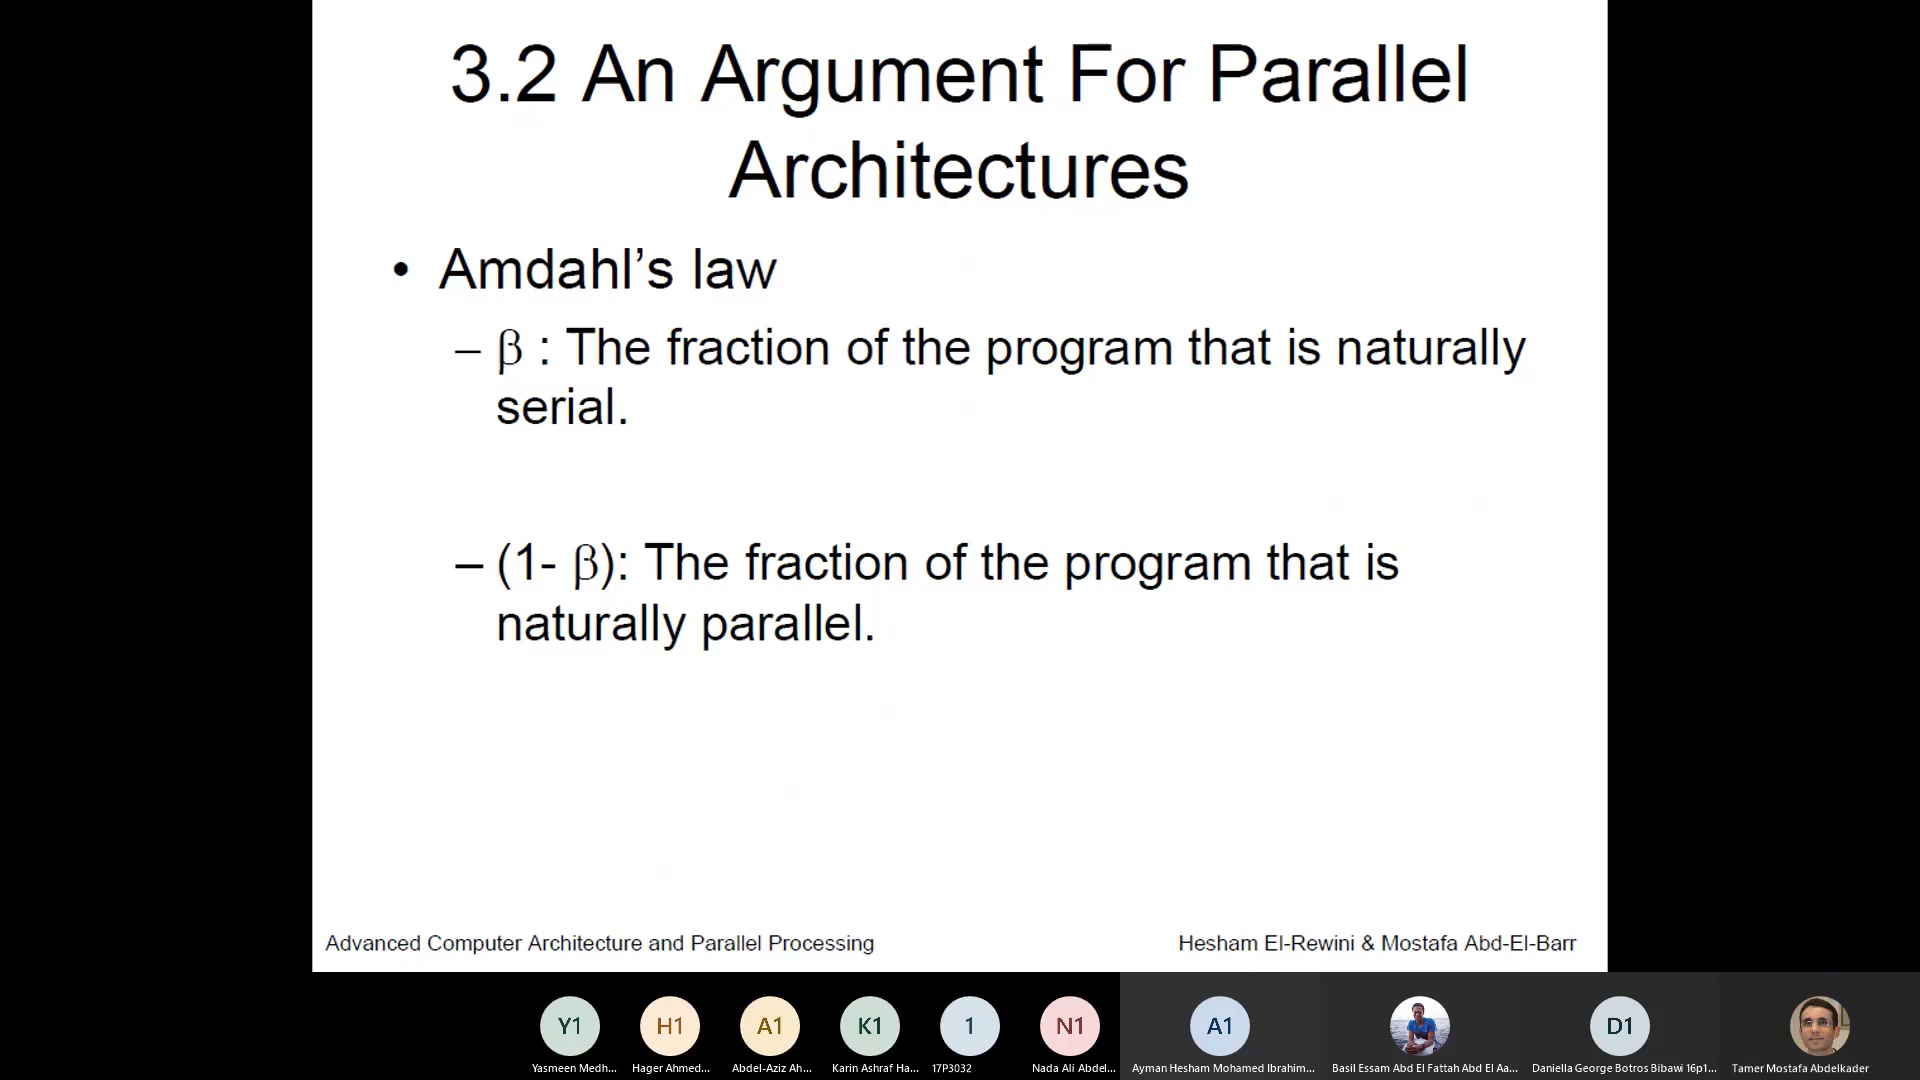 3.2 An Argument For Parallel
Architectures
• Amdahl’s law
– β : The fraction of the program that is naturally
serial.
– (1- β): The fraction of the program that is
naturally parallel.
Advanced Computer Architecture and Parallel Processing
Hesham El-Rewini & Mostafa Abd-El-Barr
Y1
H1
A1
K1
1
N1
A1
D1
Yasmeen Medh...
Hager Ahmed...
Abdel-Aziz Ah...
Karin Ashraf Ha...
17P3032
Nada Ali Abdel...
Ayman Hesham Mohamed Ibrahim...
Basil Essam Abd El Fattah Abd El Aa...
Daniella George Botros Bibawi 16p1...
Tamer Mostafa Abdelkader